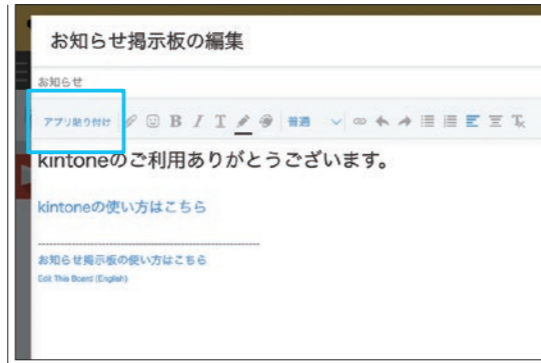 お知らせ掲示板の編集
お知らせ
アプリ貼り付け B I T 普通
kintoneのご利用ありがとうございます。
kintoneの使い方はこちら
お知らせ掲示板の使い方はこちら
Edit This Board (English)